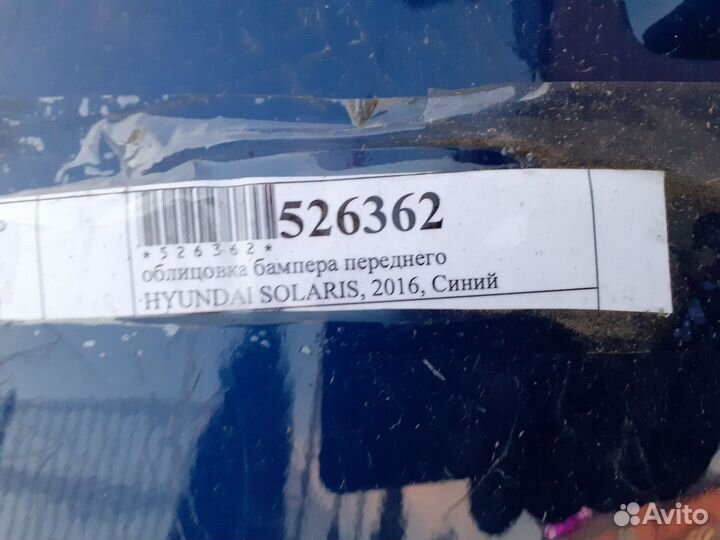 526362
*526362*
облицовка бампера переднего
HYUNDAI SOLARIS, 2016, Синий
Avito